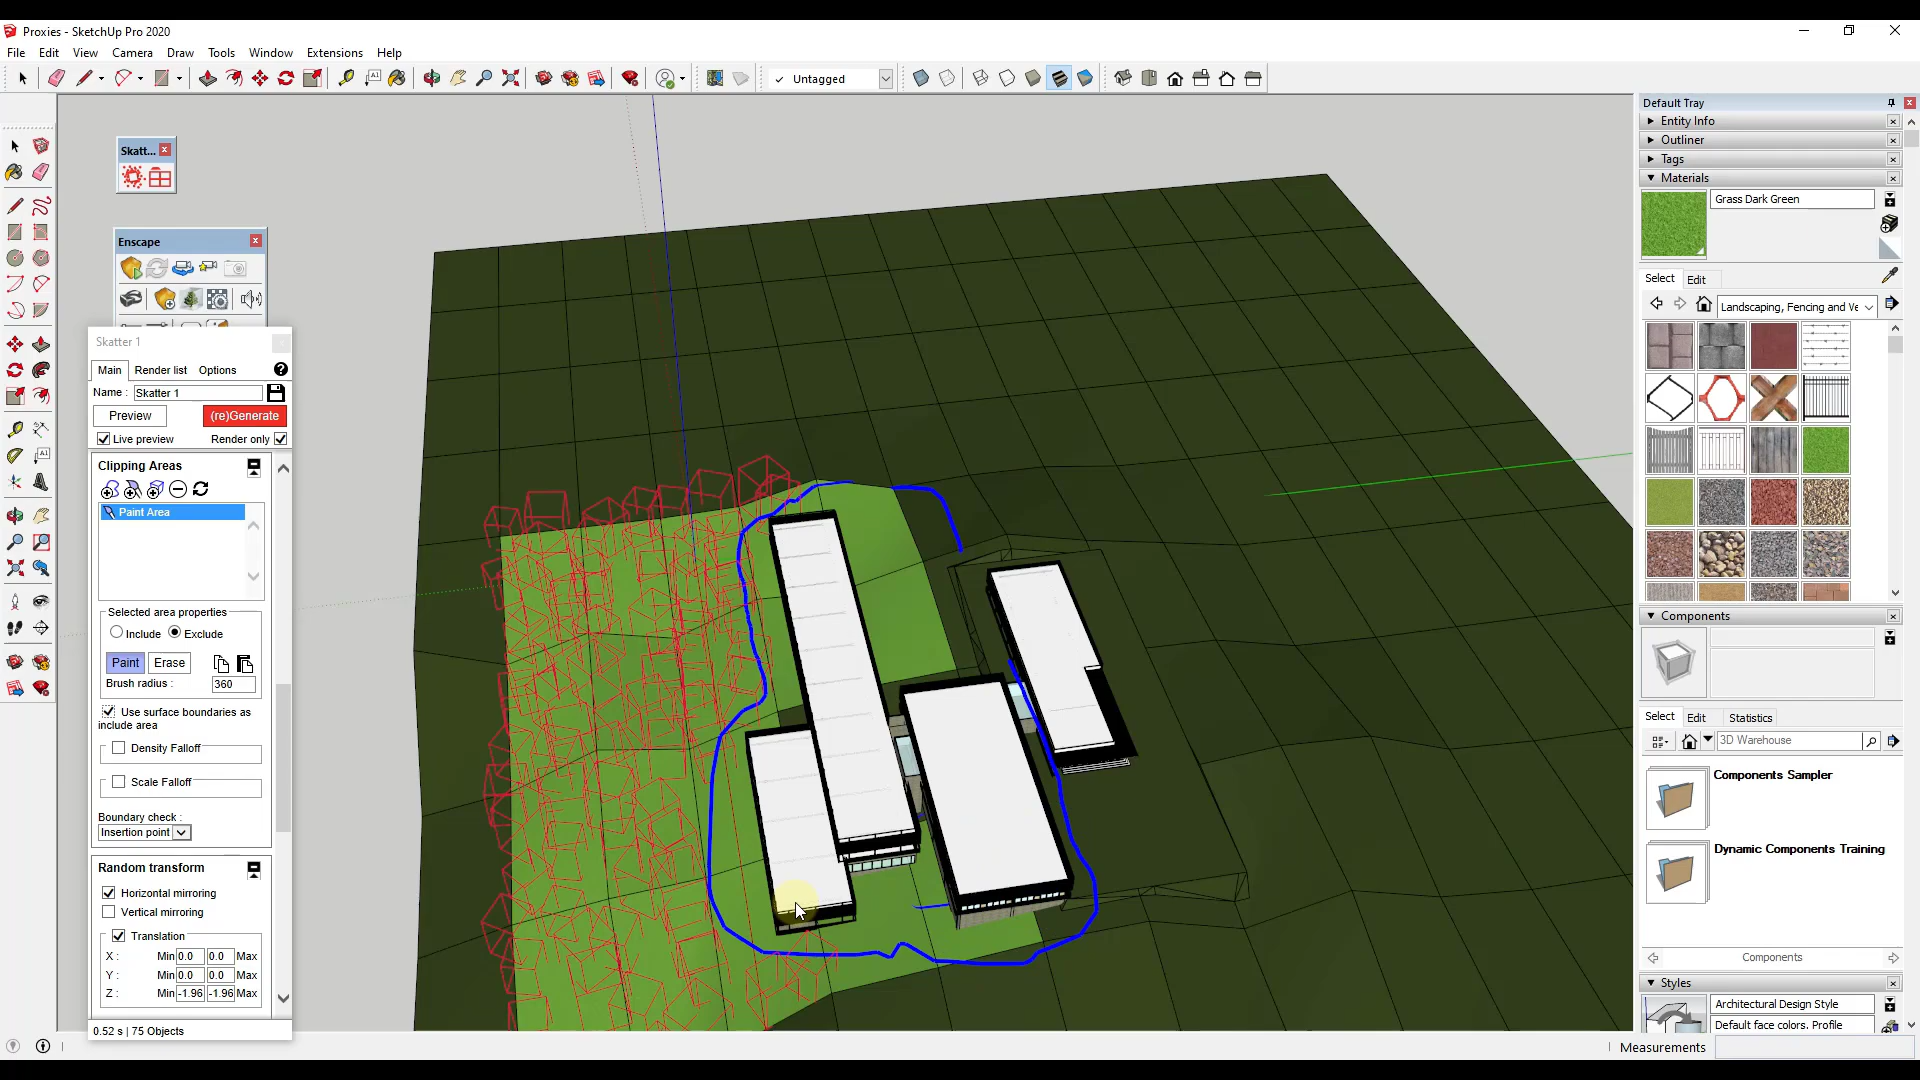 Proxies - SketchUp Pro 2020
File Edit View Camera Draw Tools Window Extensions Help
Untagged
Default Tray
Entity Info
Outliner
Tags
Materials
Grass Dark Green
Select Edit
Landscaping, Fencing and Ve
Components
Select Edit Statistics
3D Warehouse
Components Sampler
Dynamic Components Training
Components
Styles
Architectural Design Style
Default face colors. Profile
Measurements
Skatt...
Enscape
Skatter 1
Main Render list Options
Name : Skatter 1
Preview (re)Generate
Live preview Render only
Clipping Areas
Paint Area
Selected area properties
Include Exclude
Paint Erase
Brush radius : 360
Use surface boundaries as
include area
Density Falloff
Scale Falloff
Boundary check :
Insertion point
Random transform
Horizontal mirroring
Vertical mirroring
Translation
X : Min 0.0 0.0 Max
Y : Min 0.0 0.0 Max
Z : Min -1.96 -1.96 Max
0.52 s | 75 Objects